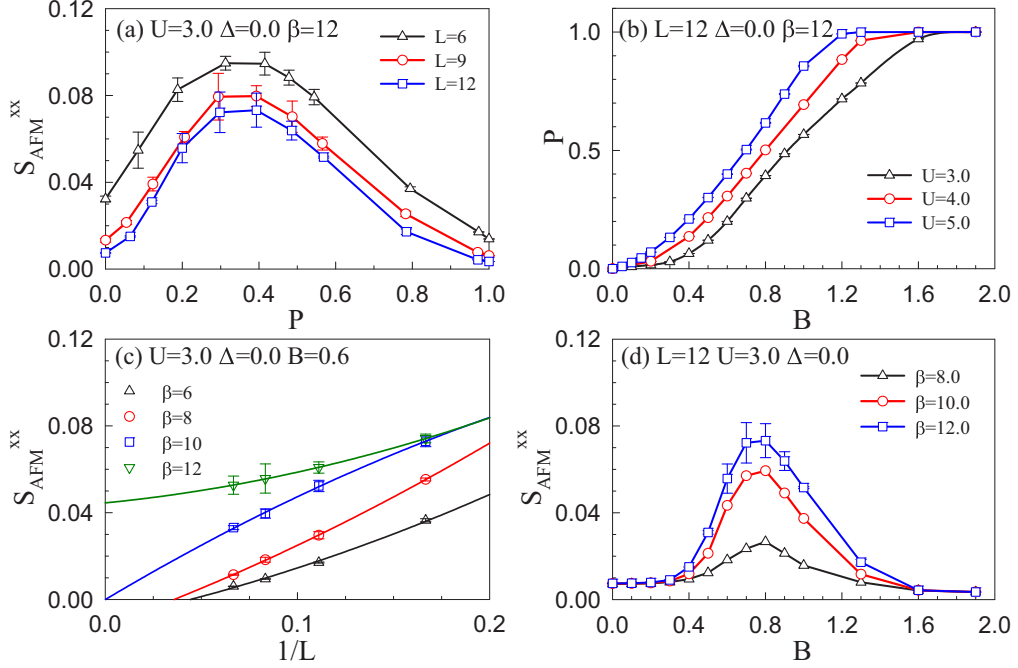 (a) U=3.0 Δ=0.0 β=12
L=6
L=9
L=12
0.12
0.08
0.04
0.00
S_AFM^xx
0.0 0.2 0.4 0.6 0.8 1.0
P
(b) L=12 Δ=0.0 β=12
U=3.0
U=4.0
U=5.0
1.0
0.5
0.0
P
0.0 0.4 0.8 1.2 1.6 2.0
B
(c) U=3.0 Δ=0.0 B=0.6
β=6
β=8
β=10
β=12
0.12
0.08
0.04
0.00
S_AFM^xx
0.0 0.1 0.2
1/L
(d) L=12 U=3.0 Δ=0.0
β=8.0
β=10.0
β=12.0
0.12
0.08
0.04
0.00
S_AFM^xx
0.0 0.4 0.8 1.2 1.6 2.0
B